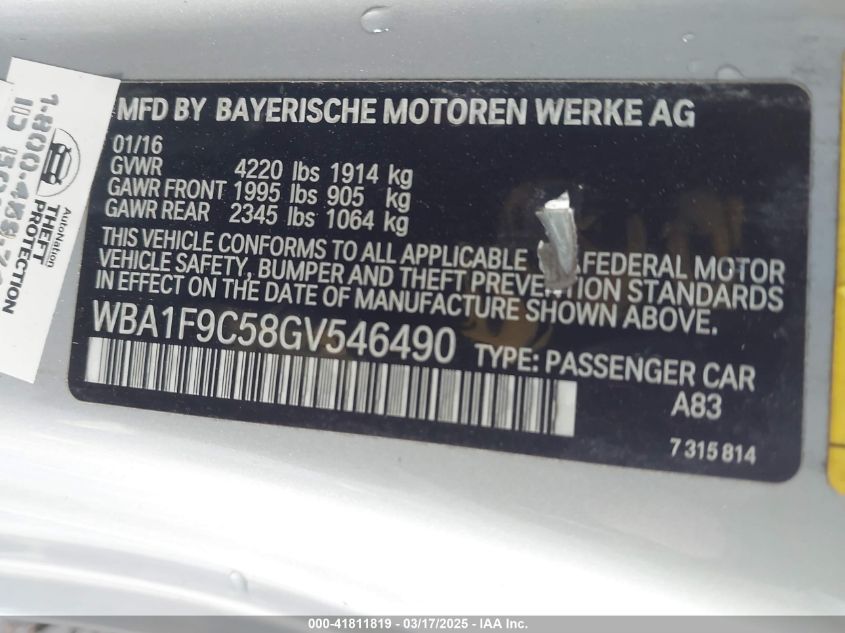 MFD BY BAYERISCHE MOTOREN WERKE AG
01/16
GVWR 4220 lbs 1914 kg
GAWR FRONT 1995 lbs 905 kg
GAWR REAR 2345 lbs 1064 kg
THIS VEHICLE CONFORMS TO ALL APPLICABLE FEDERAL MOTOR
VEHICLE SAFETY, BUMPER AND THEFT PREVENTION STANDARDS
IN EFFECT ON THE DATE OF MANUFACTURE SHOWN ABOVE.
WBA1F9C58GV546490 TYPE: PASSENGER CAR
A83
7 315 814
AutoNation
THEFT
PROTECTION
000-41811819 - 03/17/2025 - IAA Inc.